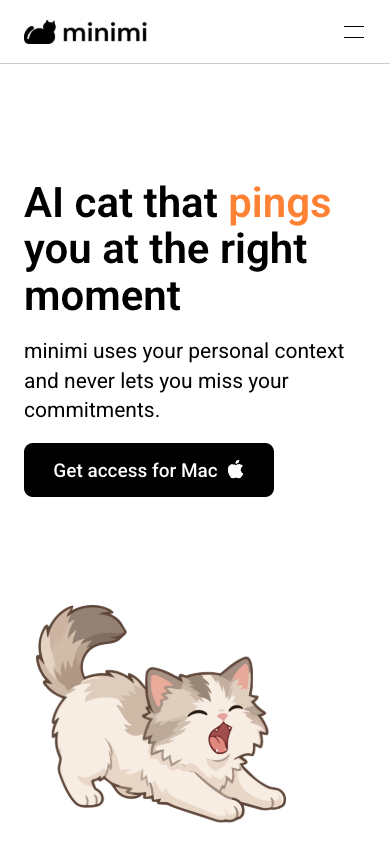 minimi
AI cat that pings
you at the right
moment
minimi uses your personal context
and never lets you miss your
commitments.
Get access for Mac